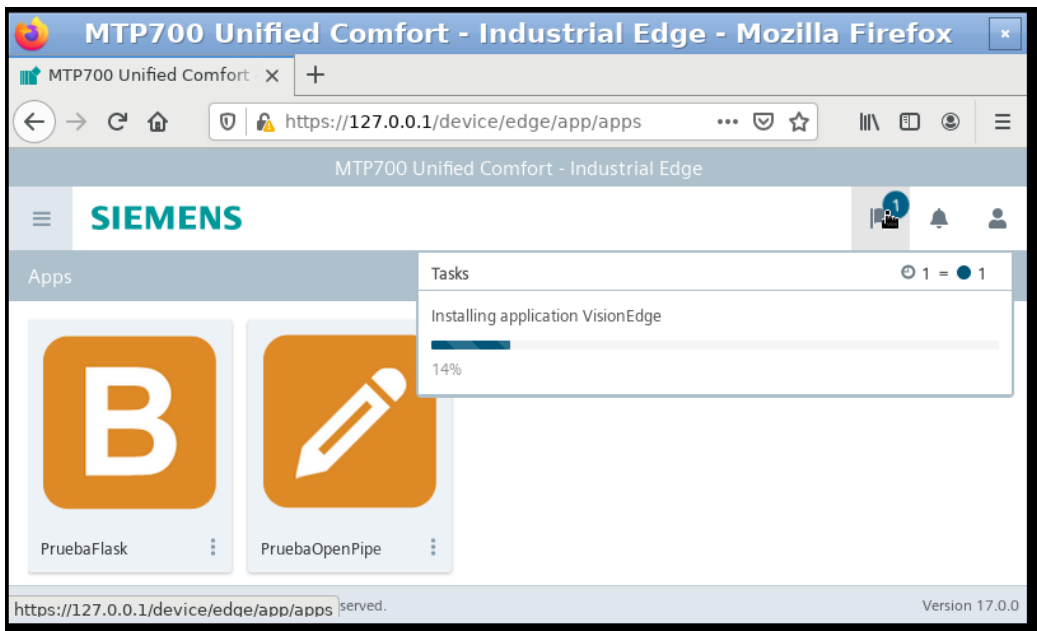 MTP700 Unified Comfort - Industrial Edge - Mozilla Firefox
MTP700 Unified Comfort -
https://127.0.0.1/device/edge/app/apps
MTP700 Unified Comfort - Industrial Edge
SIEMENS
1
Apps
Tasks
1 = 1
Installing application VisionEdge
14%
B
PruebaFlask
PruebaOpenPipe
https://127.0.0.1/device/edge/app/apps
served.
Version 17.0.0